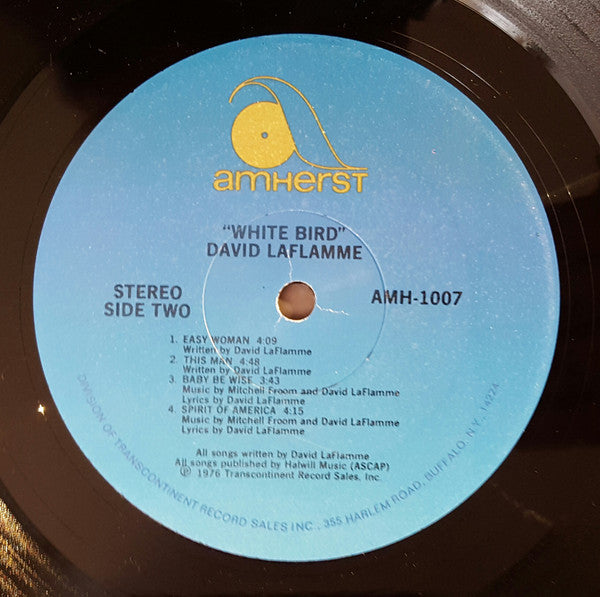 amHerst
"WHITE BIRD"
DAVID LAFLAMME
STEREO
SIDE TWO
AMH-1007
1. EASY WOMAN 4:09
Written by David LaFlamme
2. THIS MAN 4:48
Written by David LaFlamme
3. BABY BE WISE 3:43
Music by Mitchell Froom and David LaFlamme
Lyrics by David LaFlamme
4. SPIRIT OF AMERICA 4:15
Music by Mitchell Froom and David LaFlamme
Lyrics by David LaFlamme
All songs written by David LaFlamme
All songs published by Halwill Music (ASCAP)
℗ 1976 Transcontinent Record Sales, Inc.
DIVISION OF TRANSCONTINENT RECORD SALES INC. 355 HARLEM ROAD, BUFFALO, N.Y. 14224